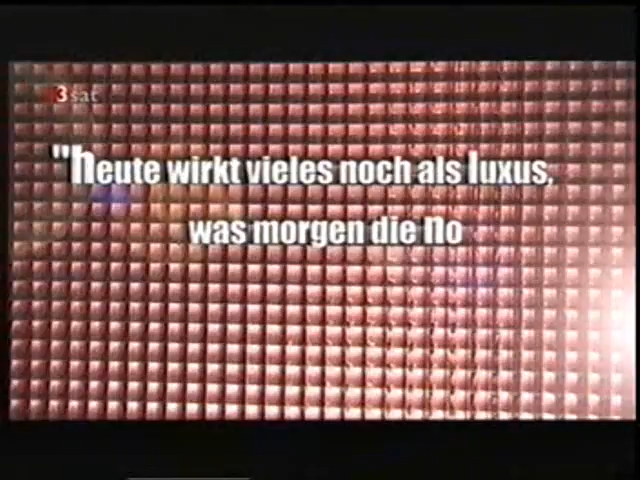 3sat
"heute wirkt vieles noch als luxus,
was morgen die no